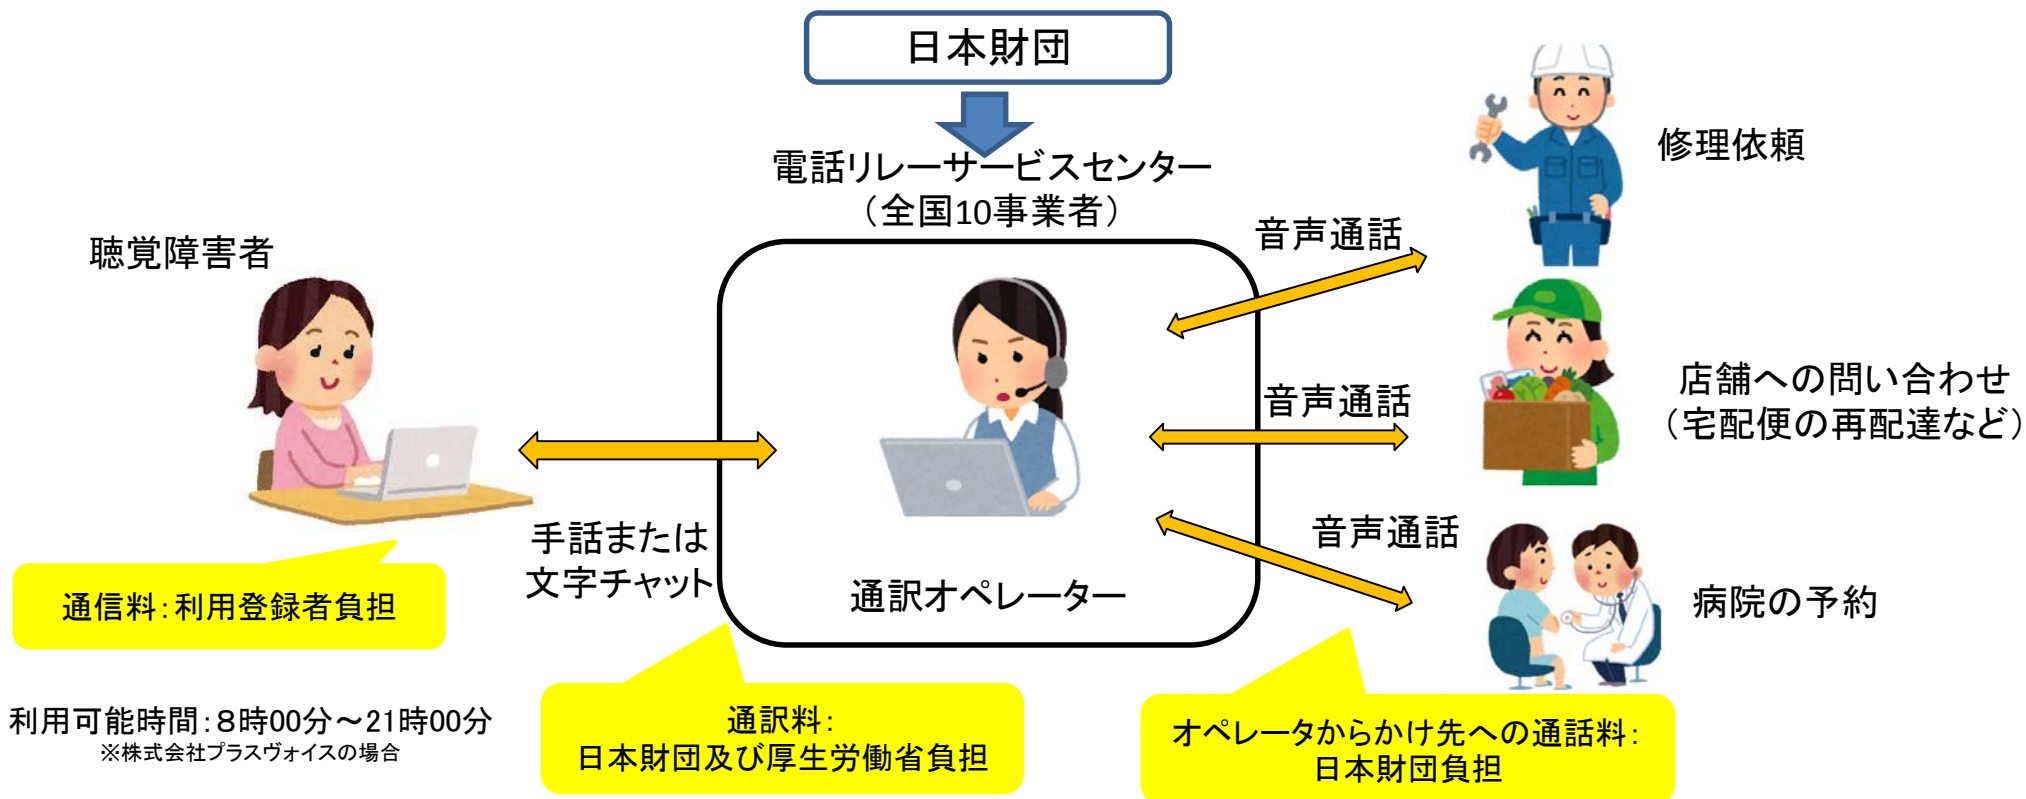 日本財団
電話リレーサービスセンター
（全国10事業者）
聴覚障害者
音声通話
修理依頼
音声通話
店舗への問い合わせ
（宅配便の再配達など）
手話または
文字チャット
音声通話
通訳オペレーター
病院の予約
通信料：利用登録者負担
利用可能時間：８時00分～21時00分
※株式会社プラスヴォイスの場合
通訳料：
日本財団及び厚生労働省負担
オペレータからかけ先への通話料：
日本財団負担